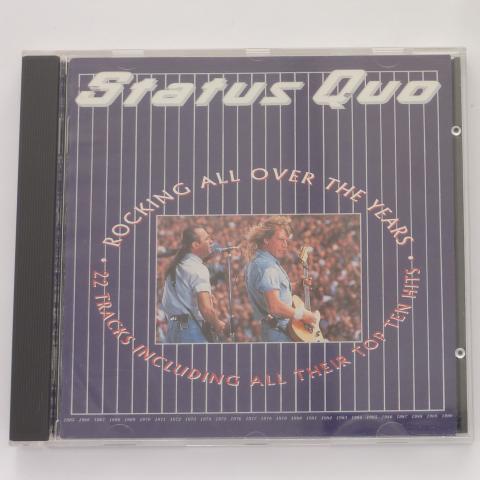 Status Quo
ROCKING ALL OVER THE YEARS
• 22 TRACKS INCLUDING ALL THEIR TOP TEN HITS •